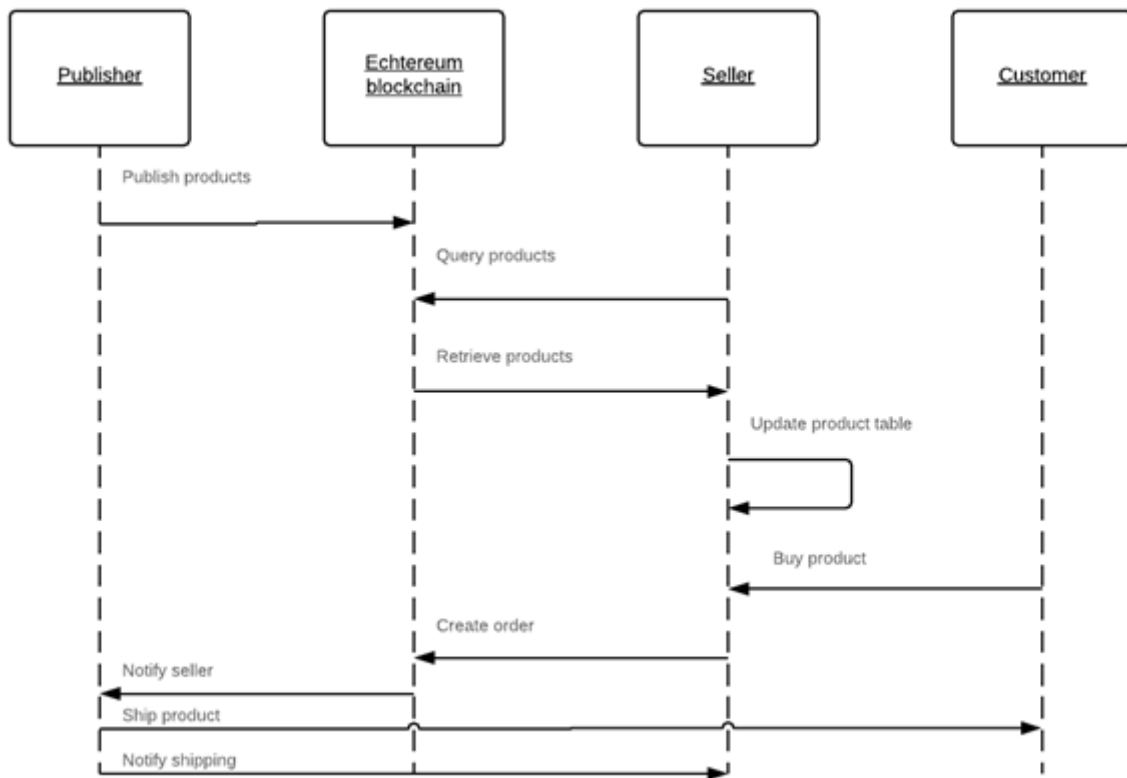 Publisher
Echtereum
blockchain
Seller
Customer
Publish products
Query products
Retrieve products
Update product table
Buy product
Create order
Notify seller
Ship product
Notify shipping